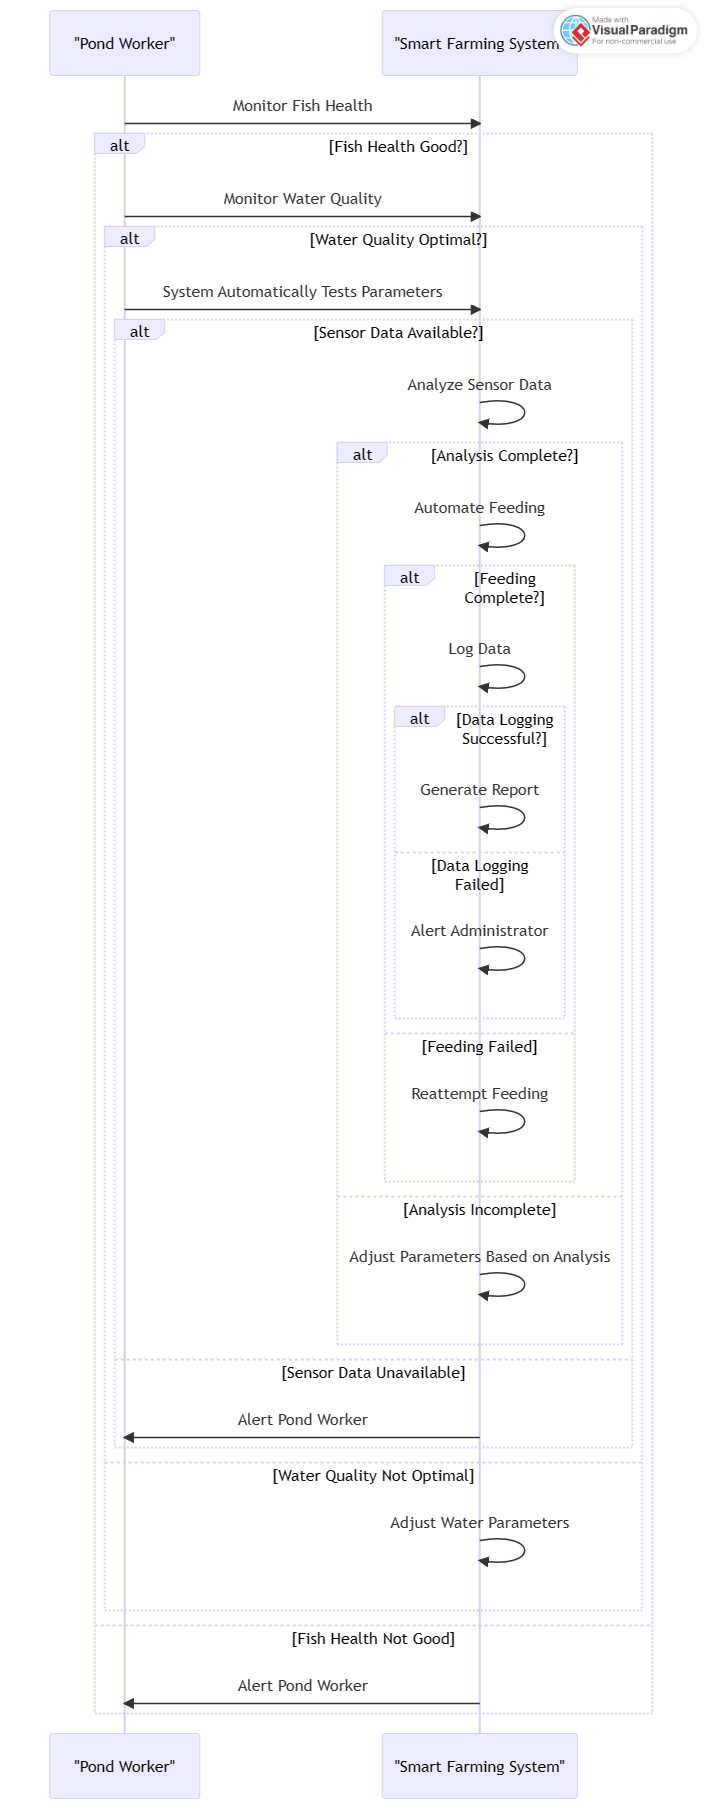 "Pond Worker"
"Smart Farming System"
Made with
VisualParadigm
For non-commercial use
Monitor Fish Health
alt
[Fish Health Good?]
Monitor Water Quality
alt
[Water Quality Optimal?]
System Automatically Tests Parameters
alt
[Sensor Data Available?]
Analyze Sensor Data
alt
[Analysis Complete?]
Automate Feeding
alt
[Feeding
Complete?]
Log Data
alt
[Data Logging
Successful?]
Generate Report
[Data Logging
Failed]
Alert Administrator
[Feeding Failed]
Reattempt Feeding
[Analysis Incomplete]
Adjust Parameters Based on Analysis
[Sensor Data Unavailable]
Alert Pond Worker
[Water Quality Not Optimal]
Adjust Water Parameters
[Fish Health Not Good]
Alert Pond Worker
"Pond Worker"
"Smart Farming System"